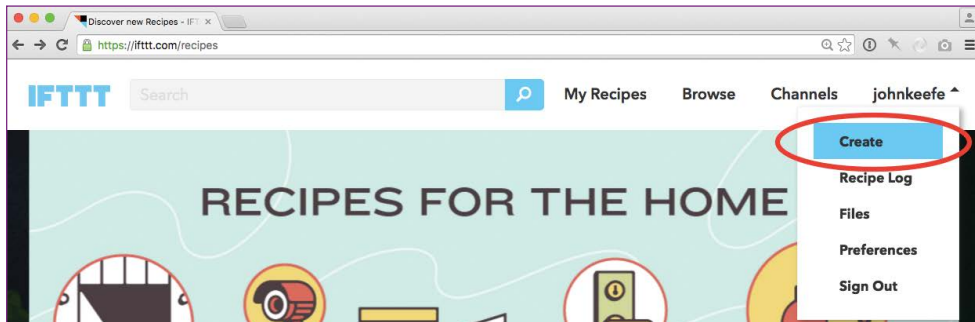 Discover new Recipes - IFT
https://ifttt.com/recipes
IFTTT Search My Recipes Browse Channels johnkeefe
Create
Recipe Log
Files
Preferences
Sign Out
RECIPES FOR THE HOME